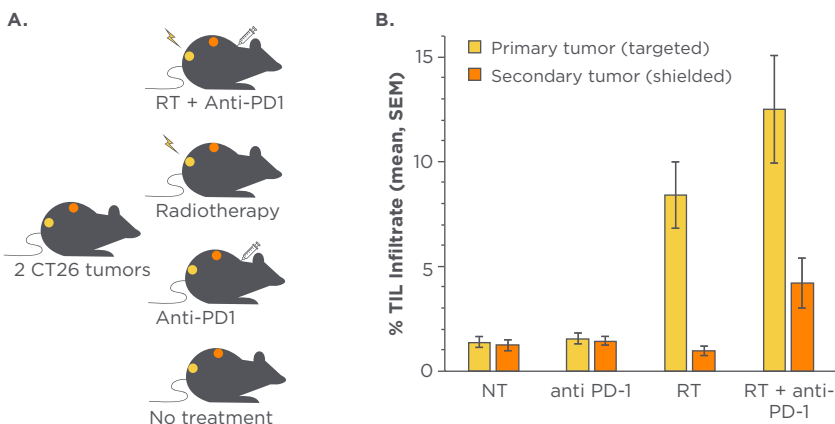 A.
RT + Anti-PD1
Radiotherapy
2 CT26 tumors
Anti-PD1
No treatment
B.
% TIL Infiltrate (mean, SEM)
15
10
5
0
Primary tumor (targeted)
Secondary tumor (shielded)
NT
anti PD-1
RT
RT + anti-
PD-1